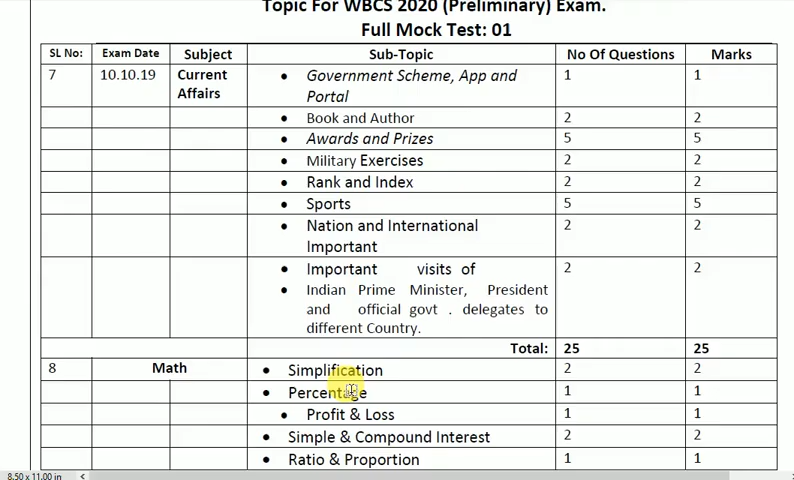 Topic For WBCS 2020 (Preliminary) Exam.
Full Mock Test: 01
SL No: Exam Date Subject Sub-Topic No Of Questions Marks
7 10.10.19 Current Affairs • Government Scheme, App and Portal 1 1
• Book and Author 2 2
• Awards and Prizes 5 5
• Military Exercises 2 2
• Rank and Index 2 2
• Sports 5 5
• Nation and International Important 2 2
• Important visits of 2 2
• Indian Prime Minister, President
and official govt . delegates to
different Country.
Total: 25 25
8 Math • Simplification 2 2
• Percentage 1 1
• Profit & Loss 1 1
• Simple & Compound Interest 2 2
• Ratio & Proportion 1 1
8.50 x 11.00 in